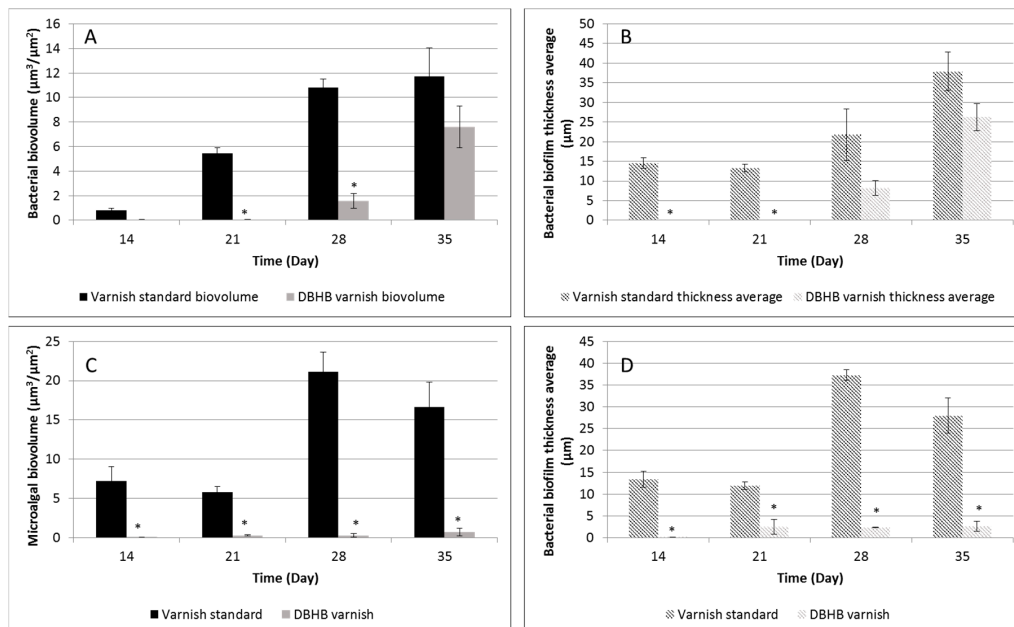 A
Bacterial biovolume (µm³/µm²)
16
14
12
10
8
6
4
2
0
*
*
14 21 28 35
Time (Day)
Varnish standard biovolume DBHB varnish biovolume
B
Bacterial biofilm thickness average
(µm)
50
45
40
35
30
25
20
15
10
5
0
* *
14 21 28 35
Time (Day)
Varnish standard thickness average DBHB varnish thickness average
C
Microalgal biovolume (µm³/µm²)
25
20
15
10
5
0
* * * *
14 21 28 35
Time (Day)
Varnish standard DBHB varnish
D
Bacterial biofilm thickness average
(µm)
45
40
35
30
25
20
15
10
5
0
* * * *
14 21 28 35
Time (Day)
Varnish standard DBHB varnish